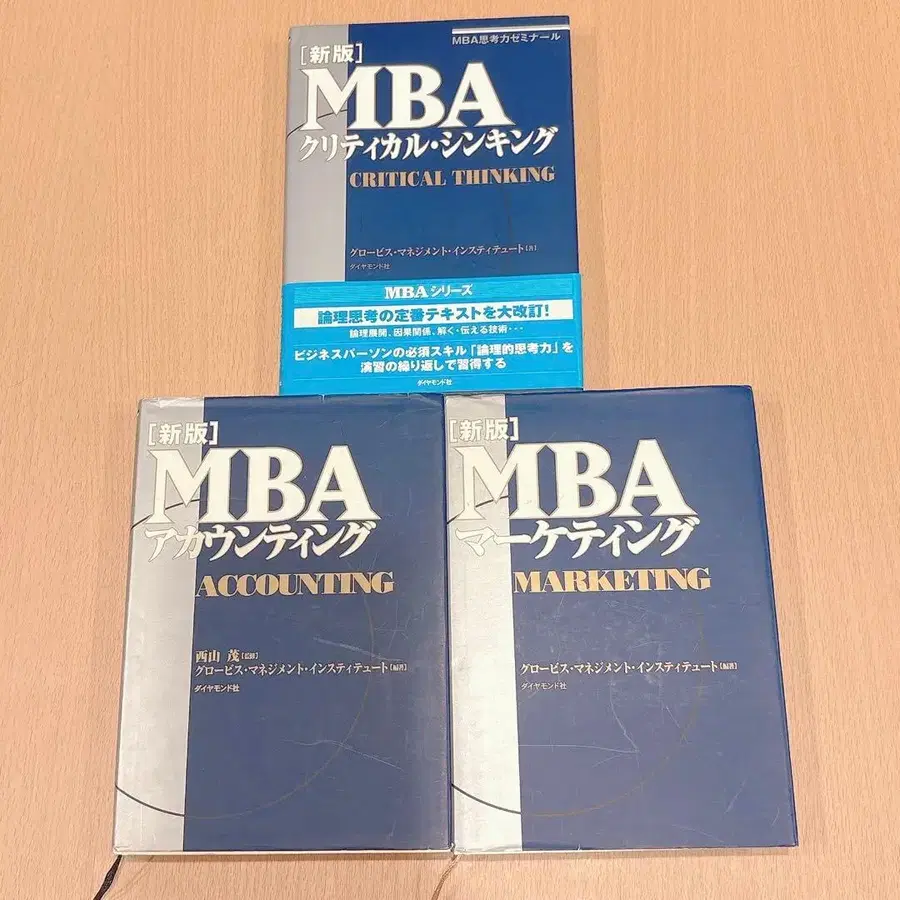 MBA思考力ゼミナール
[新版]
MBA
クリティカル・シンキング
CRITICAL THINKING
グロービス・マネジメント・インスティテュート[著]
ダイヤモンド社
MBAシリーズ
論理思考の定番テキストを大改訂!
論理展開、因果関係、解く・伝える技術・・・
ビジネスパーソンの必須スキル「論理的思考力」を
演習の繰り返しで習得する
ダイヤモンド社
[新版]
MBA
アカウンティング
ACCOUNTING
西山 茂[監修]
グロービス・マネジメント・インスティテュート[編著]
ダイヤモンド社
[新版]
MBA
マーケティング
MARKETING
グロービス・マネジメント・インスティテュート[編著]
ダイヤモンド社